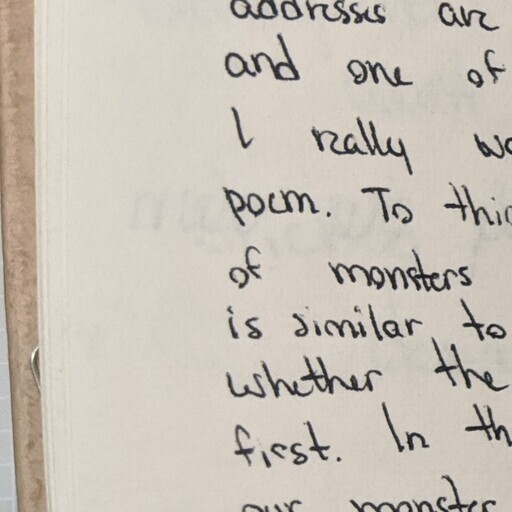 addresses are
and one of
I really wo
poem. To thi
of monsters
is similar to
whether the
first. In th
our monster